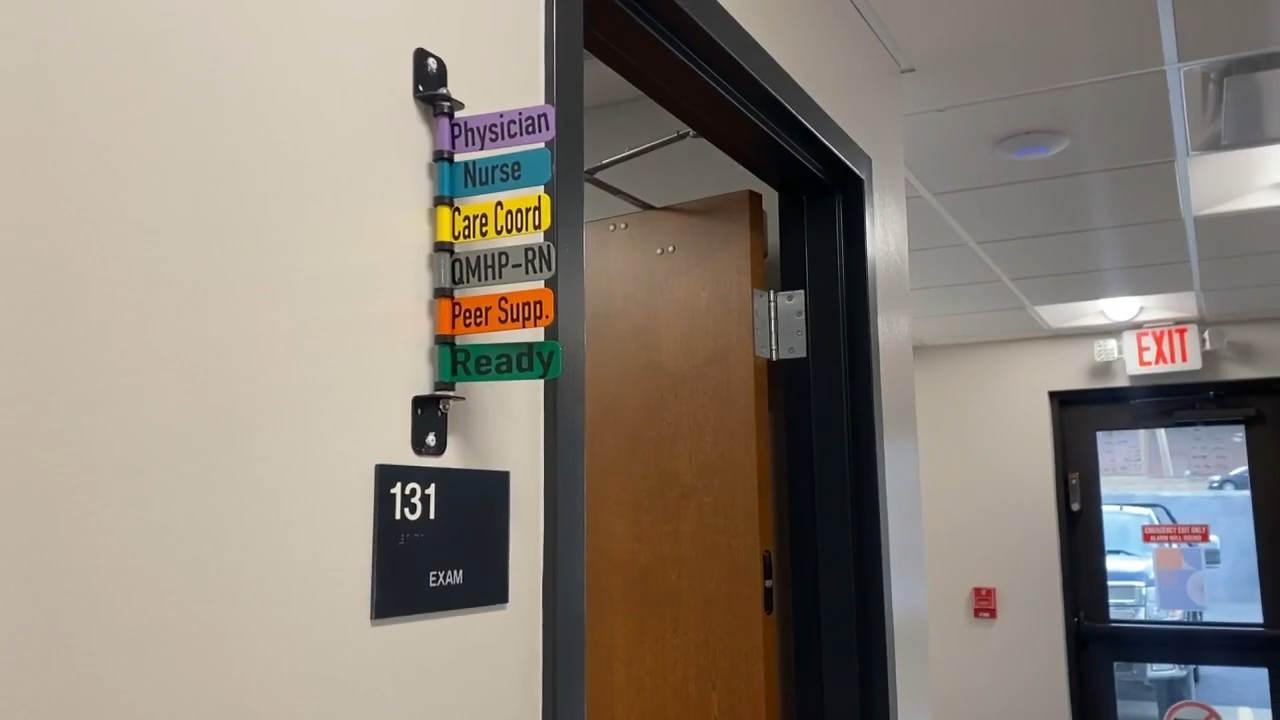 Physician
Nurse
Care Coord
QMHP-RN
Peer Supp.
Ready
131
EXAM
EXIT
EMERGENCY EXIT ONLY
ALARM WILL SOUND